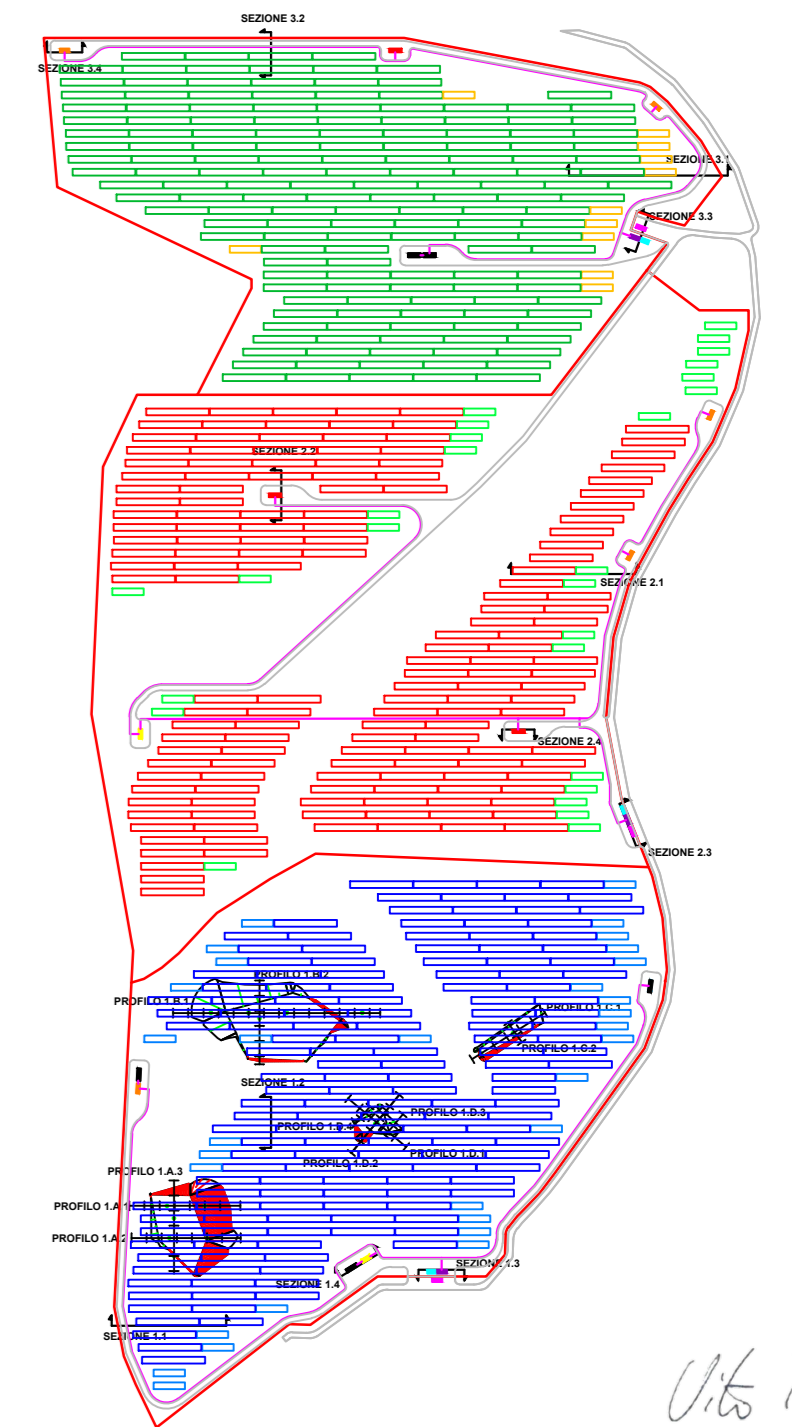 SEZIONE 3.2
SEZIONE 3.4
SEZIONE 3.1
SEZIONE 3.3
SEZIONE 2.2
SEZIONE 2.1
SEZIONE 2.4
SEZIONE 2.3
PROFILO 1.B.2
PROFILO 1.B.1
PROFILO 1.C.1
PROFILO 1.C.2
SEZIONE 1.2
PROFILO 1.D.3
PROFILO 1.D.4
PROFILO 1.D.1
PROFILO 1.D.2
PROFILO 1.A.3
PROFILO 1.A.1
PROFILO 1.A.2
SEZIONE 1.3
SEZIONE 1.4
SEZIONE 1.1
Vito